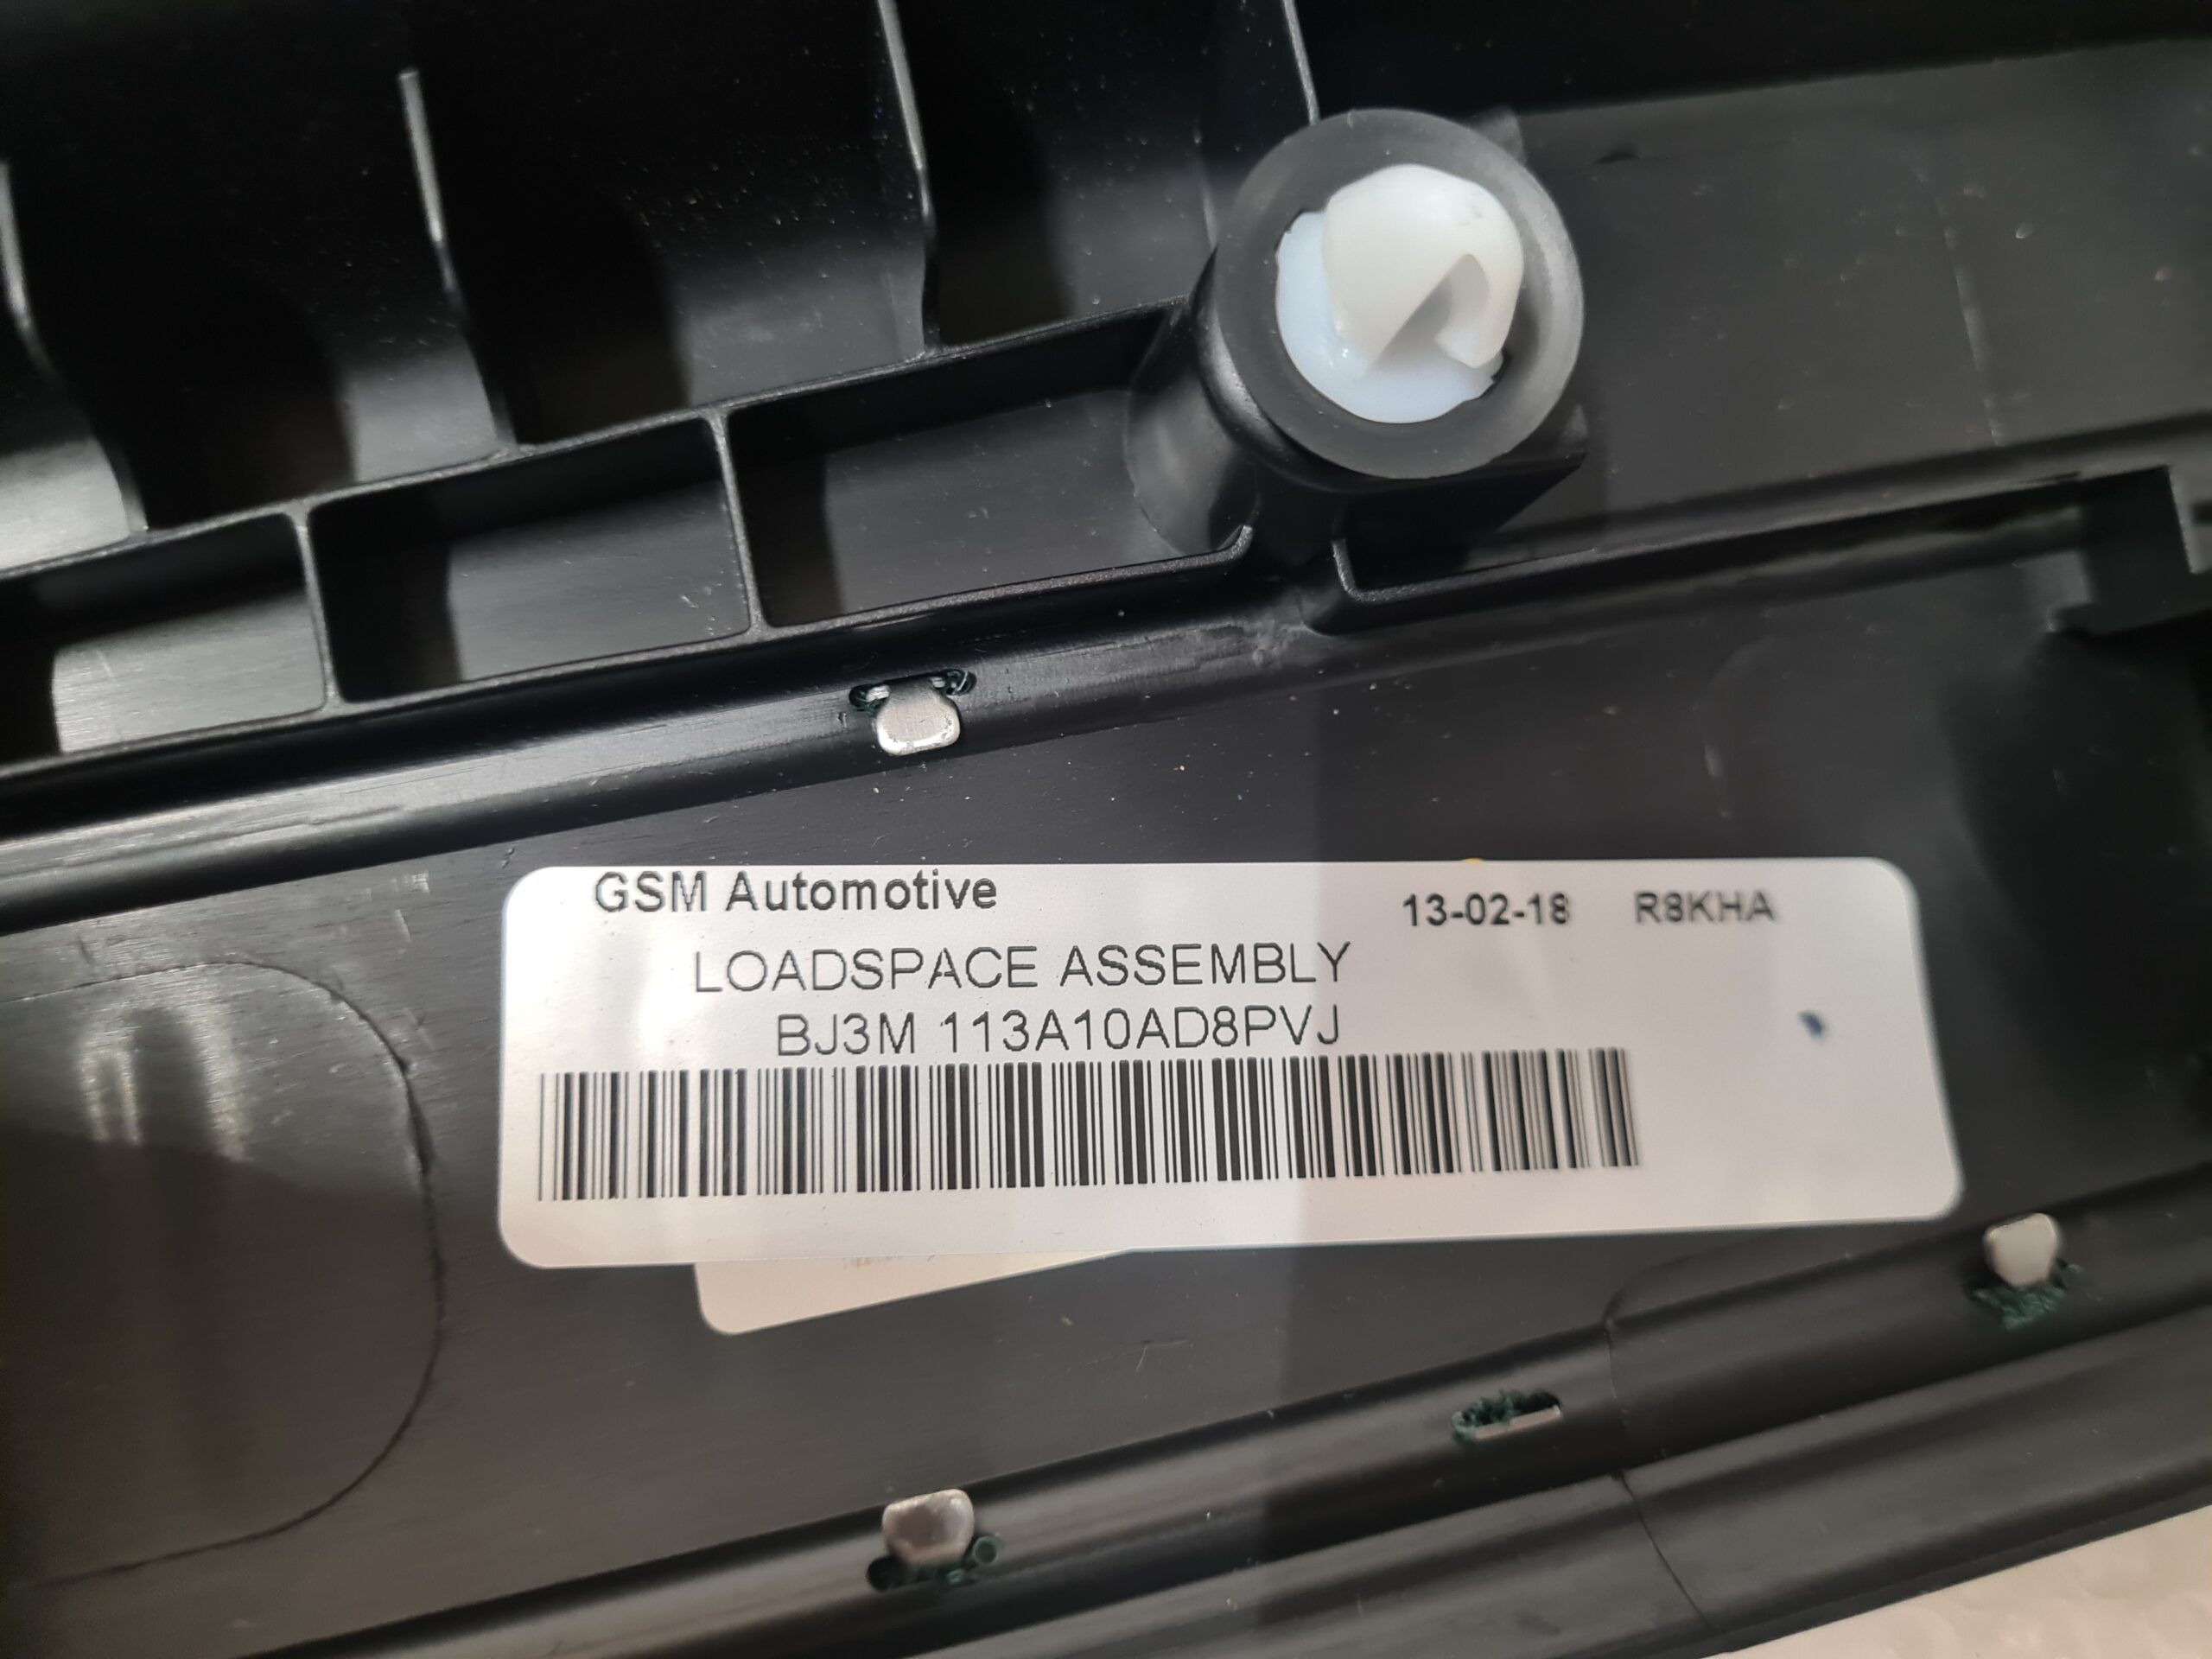 GSM Automotive
13-02-18 R8KHA
LOADSPACE ASSEMBLY
BJ3M 113A10AD8PVJ